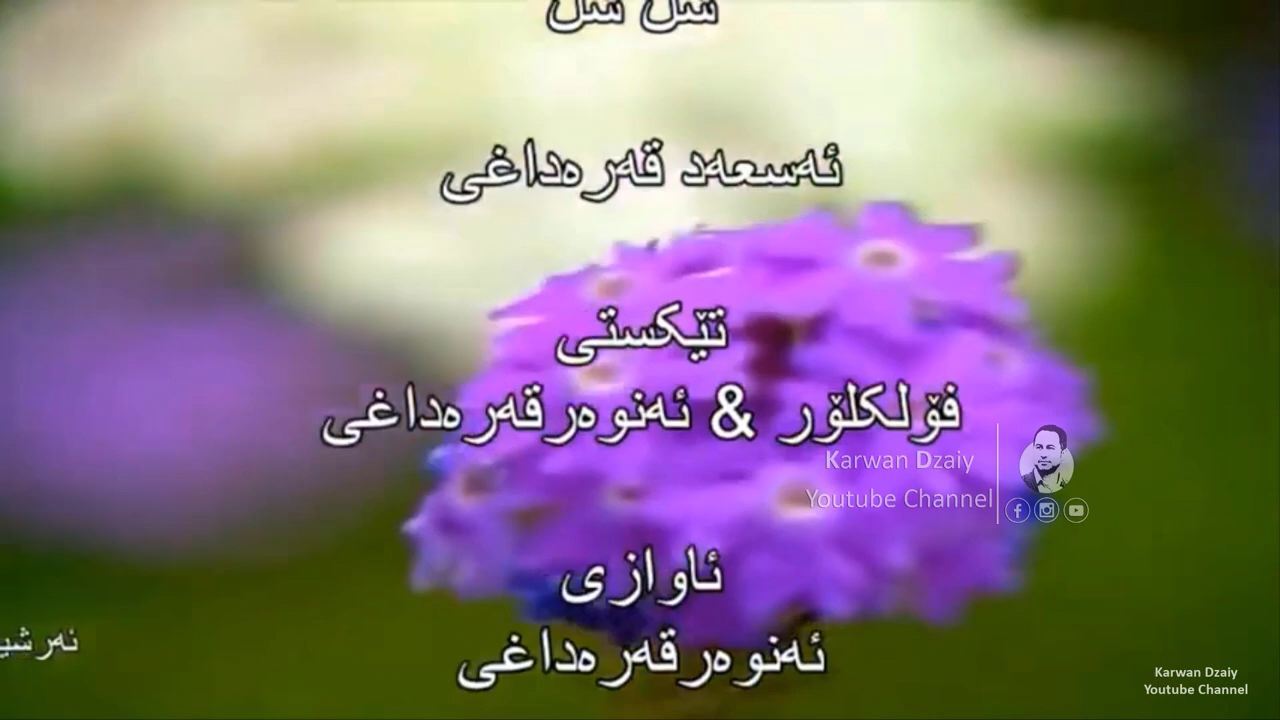 ئەسعەد قەرەداغی
تێکستی
فۆلکلۆر & ئەنوەرقەرەداغی
Karwan Dzaiy
Youtube Channel
ئاوازی
ئەنوەرقەرەداغی
Karwan Dzaiy
Youtube Channel